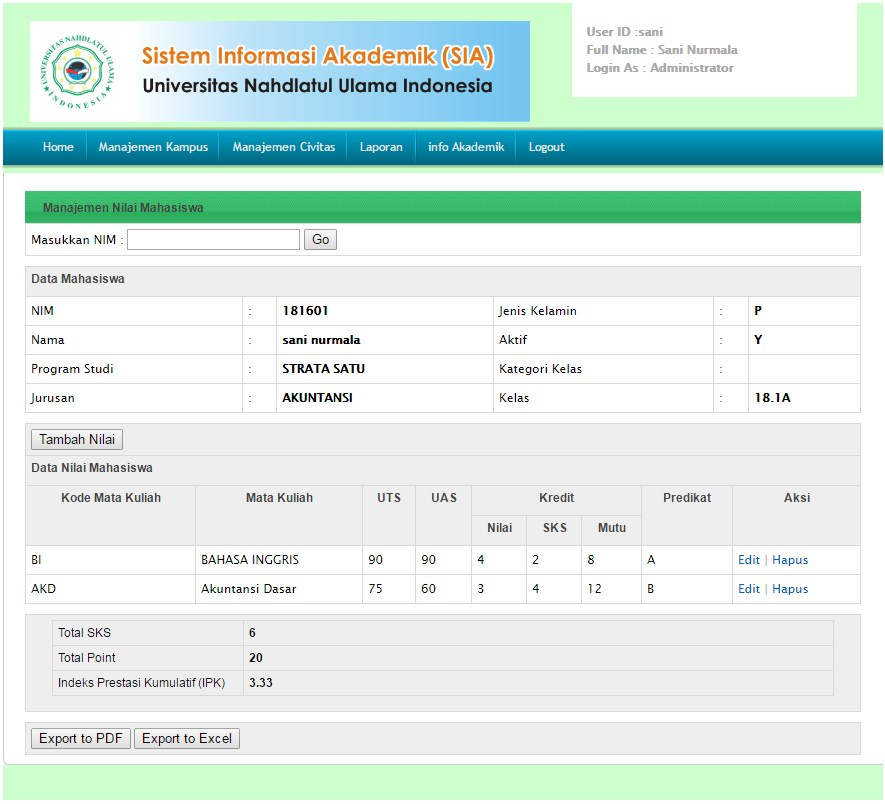 UNIVERSITAS NAHDLATUL ULAMA
INDONESIA
Sistem Informasi Akademik (SIA)
Universitas Nahdlatul Ulama Indonesia
User ID :sani
Full Name : Sani Nurmala
Login As : Administrator
Home Manajemen Kampus Manajemen Civitas Laporan info Akademik Logout
Manajemen Nilai Mahasiswa
Masukkan NIM : Go
Data Mahasiswa
NIM : 181601 Jenis Kelamin : P
Nama : sani nurmala Aktif : Y
Program Studi : STRATA SATU Kategori Kelas :
Jurusan : AKUNTANSI Kelas : 18.1A
Tambah Nilai
Data Nilai Mahasiswa
Kode Mata Kuliah Mata Kuliah UTS UAS Kredit Predikat Aksi
Nilai SKS Mutu
BI BAHASA INGGRIS 90 90 4 2 8 A Edit | Hapus
AKD Akuntansi Dasar 75 60 3 4 12 B Edit | Hapus
Total SKS 6
Total Point 20
Indeks Prestasi Kumulatif (IPK) 3.33
Export to PDF Export to Excel